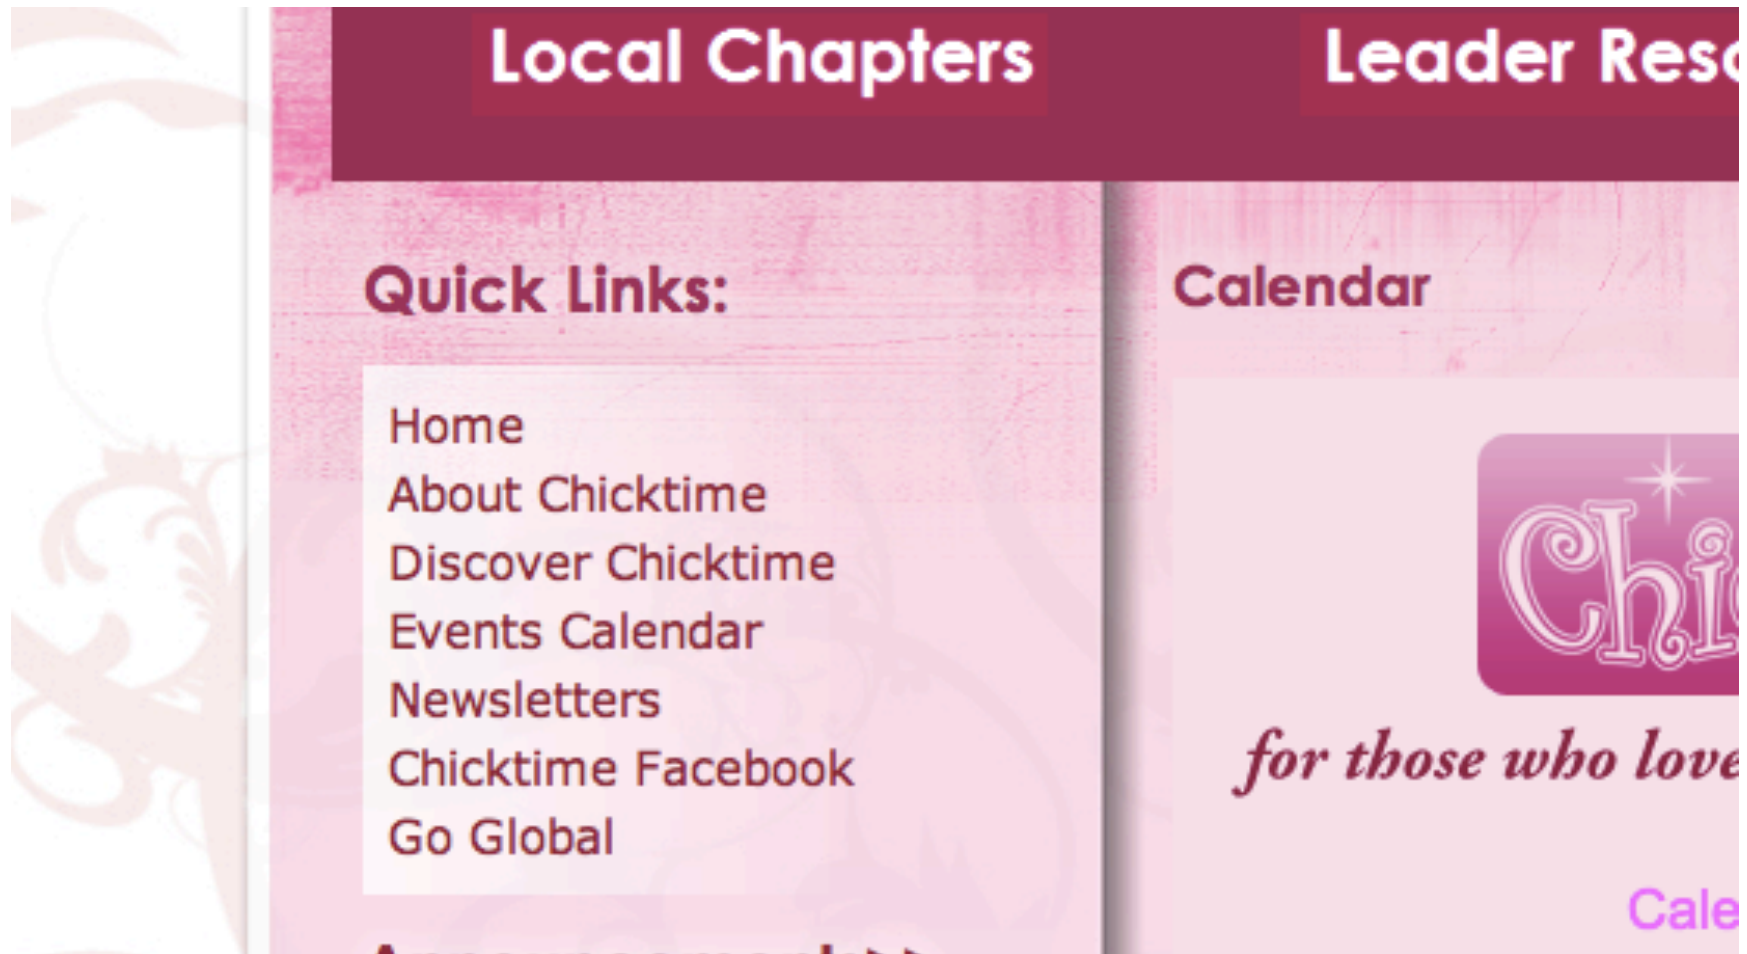 Local Chapters
Leader
Quick Links:
Calendar
Home
About Chicktime
Discover Chicktime
Events Calendar
Newsletters
Chicktime Facebook
Go Global
for those who love